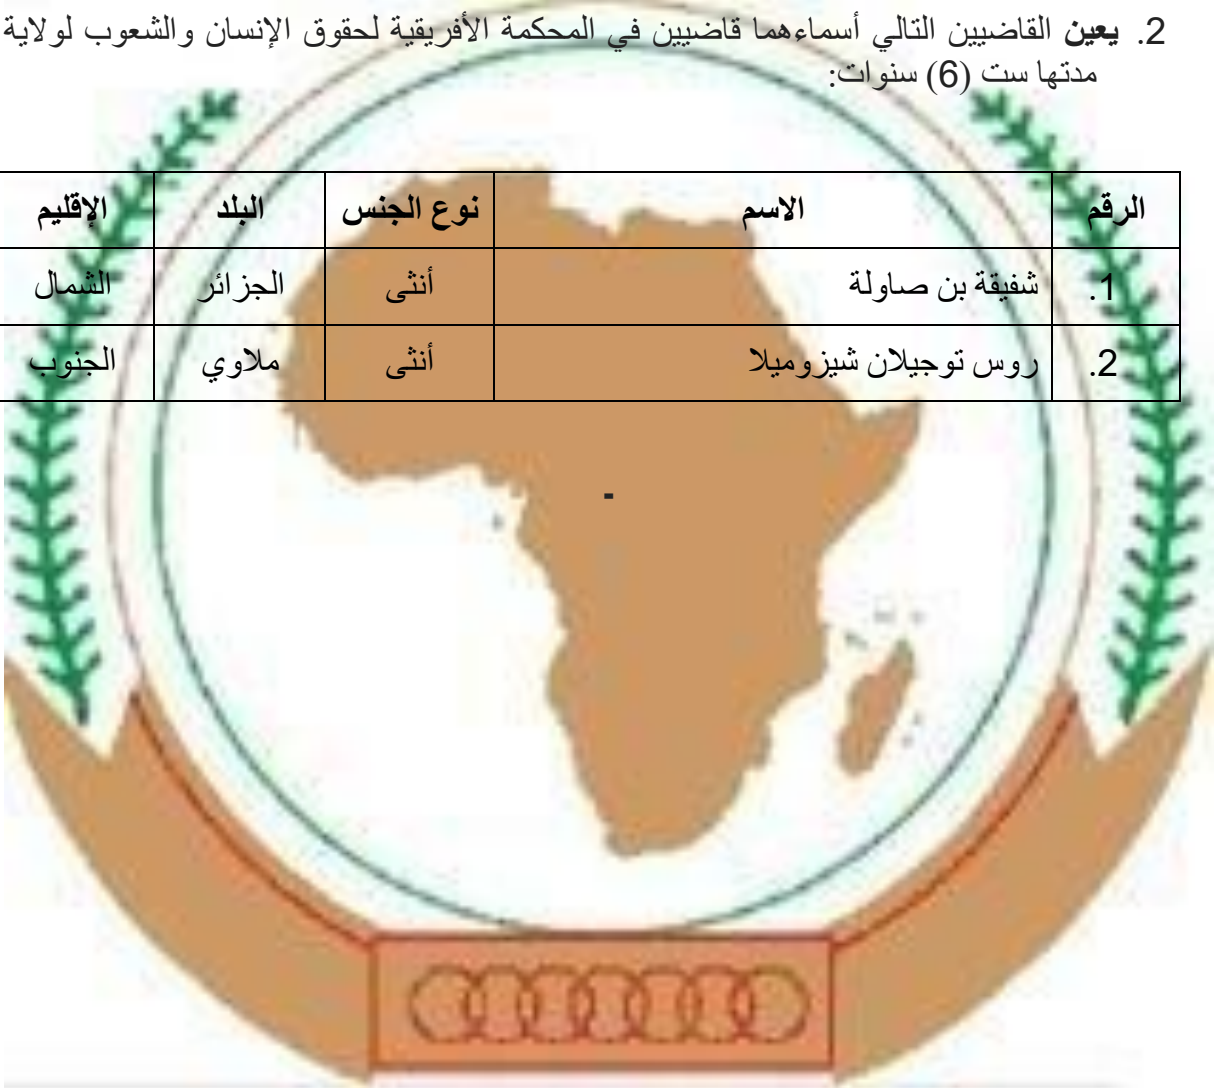 2. يعين القاضيين التالي أسماءهما قاضيين في المحكمة الأفريقية لحقوق الإنسان والشعوب لولاية
مدتها ست (6) سنوات:
الرقم الاسم نوع الجنس البلد الإقليم
1. شفيقة بن صاولة أنثى الجزائر الشمال
2. روس توجيلان شيزوميلا أنثى ملاوي الجنوب
-